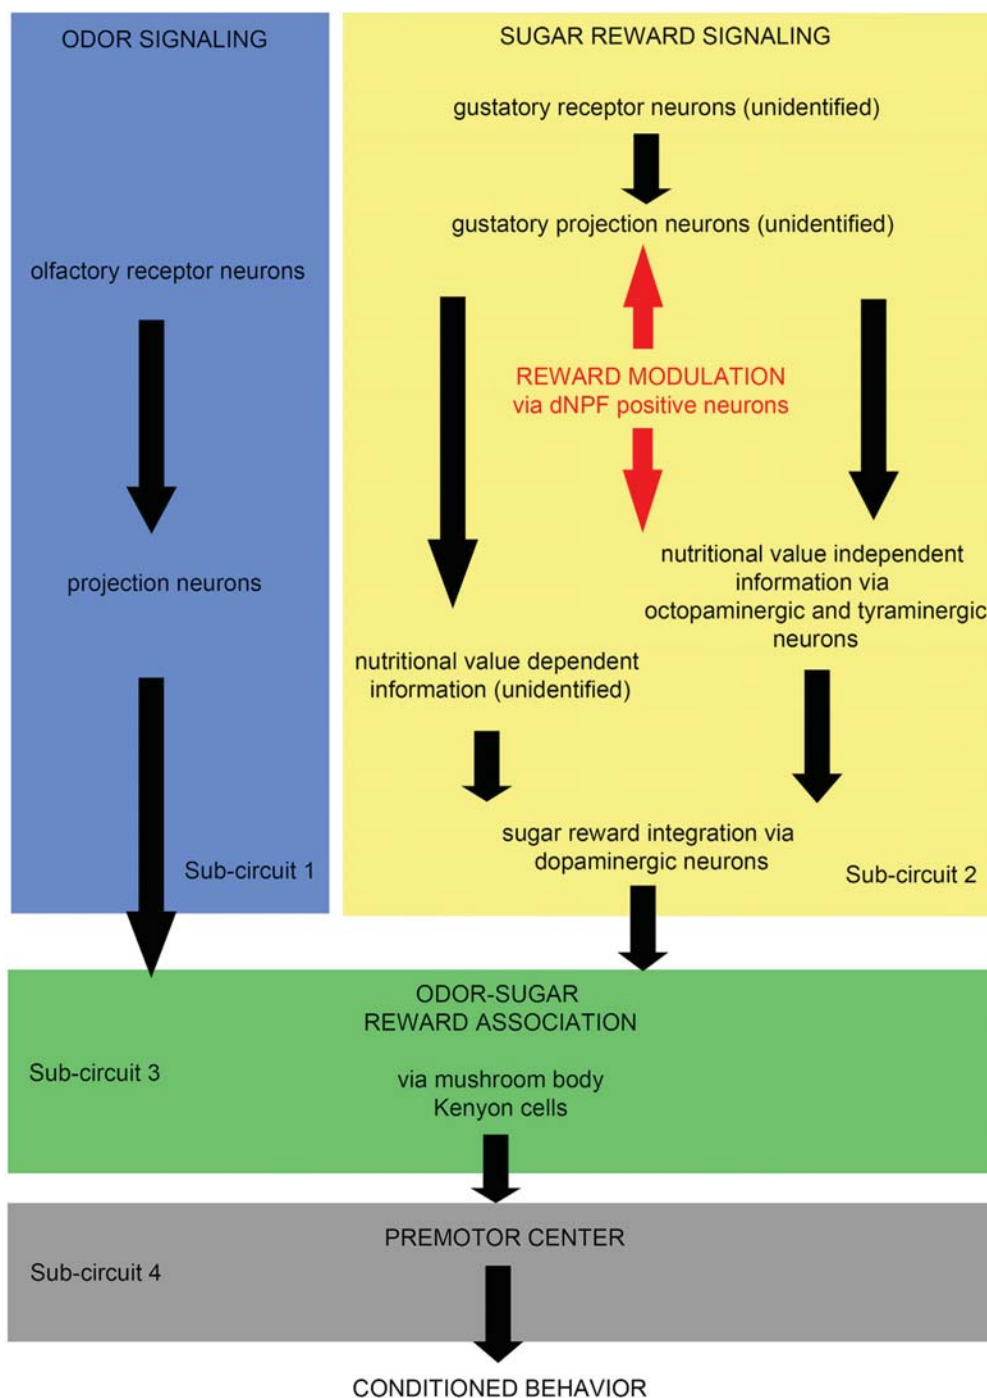 ODOR SIGNALING
olfactory receptor neurons
projection neurons
Sub-circuit 1
SUGAR REWARD SIGNALING
gustatory receptor neurons (unidentified)
gustatory projection neurons (unidentified)
REWARD MODULATION
via dNPF positive neurons
nutritional value independent
information via
octopaminergic and tyraminergic
neurons
nutritional value dependent
information (unidentified)
sugar reward integration via
dopaminergic neurons
Sub-circuit 2
ODOR-SUGAR
REWARD ASSOCIATION
Sub-circuit 3
via mushroom body
Kenyon cells
PREMOTOR CENTER
Sub-circuit 4
CONDITIONED BEHAVIOR